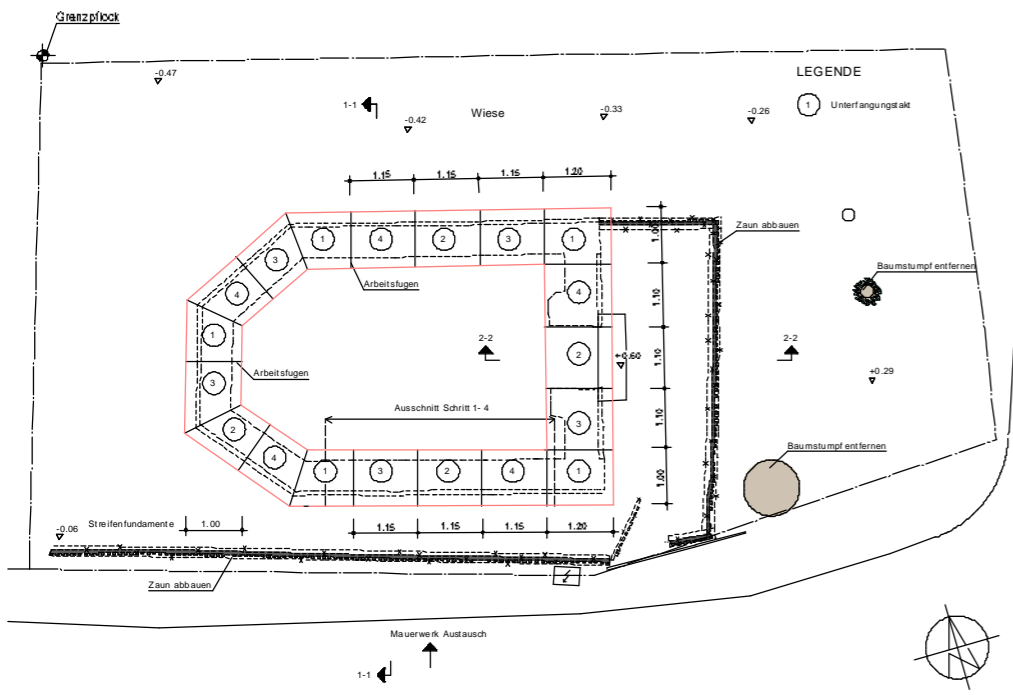 Grenzpflock
LEGENDE
-0.47
1-1
Wiese
1 Unterfangungstakt
-0.42
-0.33
-0.26
1.15 1.15 1.15 1.20
1 4 2 3 1
1.00
Zaun abbauen
3
Baumstumpf entfernen
4
Arbeitsfugen
4
1.10
1
2-2
2
+0.60
1.10
2-2
Arbeitsfugen
3
+0.29
Ausschnitt Schritt 1- 4
3
1.10
2
Baumstumpf entfernen
4
1 3 2 4 1
1.00
-0.06
Streifenfundamente
1.00
1.15 1.15 1.15 1.20
Zaun abbauen
Mauerwerk Austausch
1-1
N